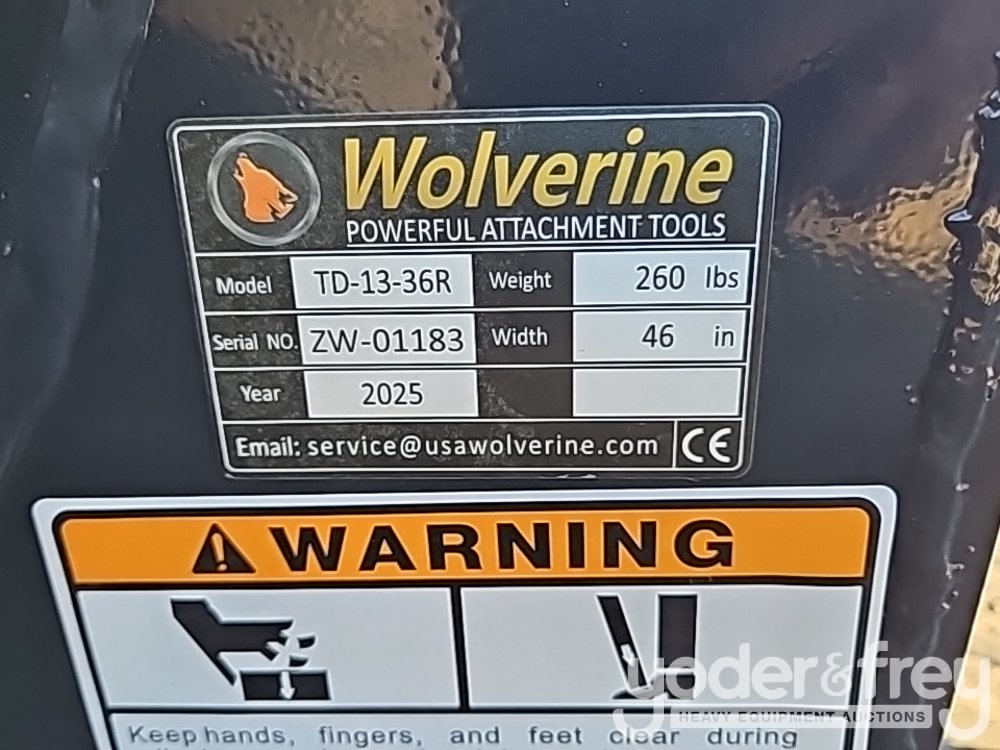 Wolverine
POWERFUL ATTACHMENT TOOLS
Model TD-13-36R Weight 260 lbs
Serial NO. ZW-01183 Width 46 in
Year 2025
Email: service@usawolverine.com CE
WARNING
Keep hands, fingers, and feet clear during
yoder&frey
HEAVY EQUIPMENT AUCTIONS